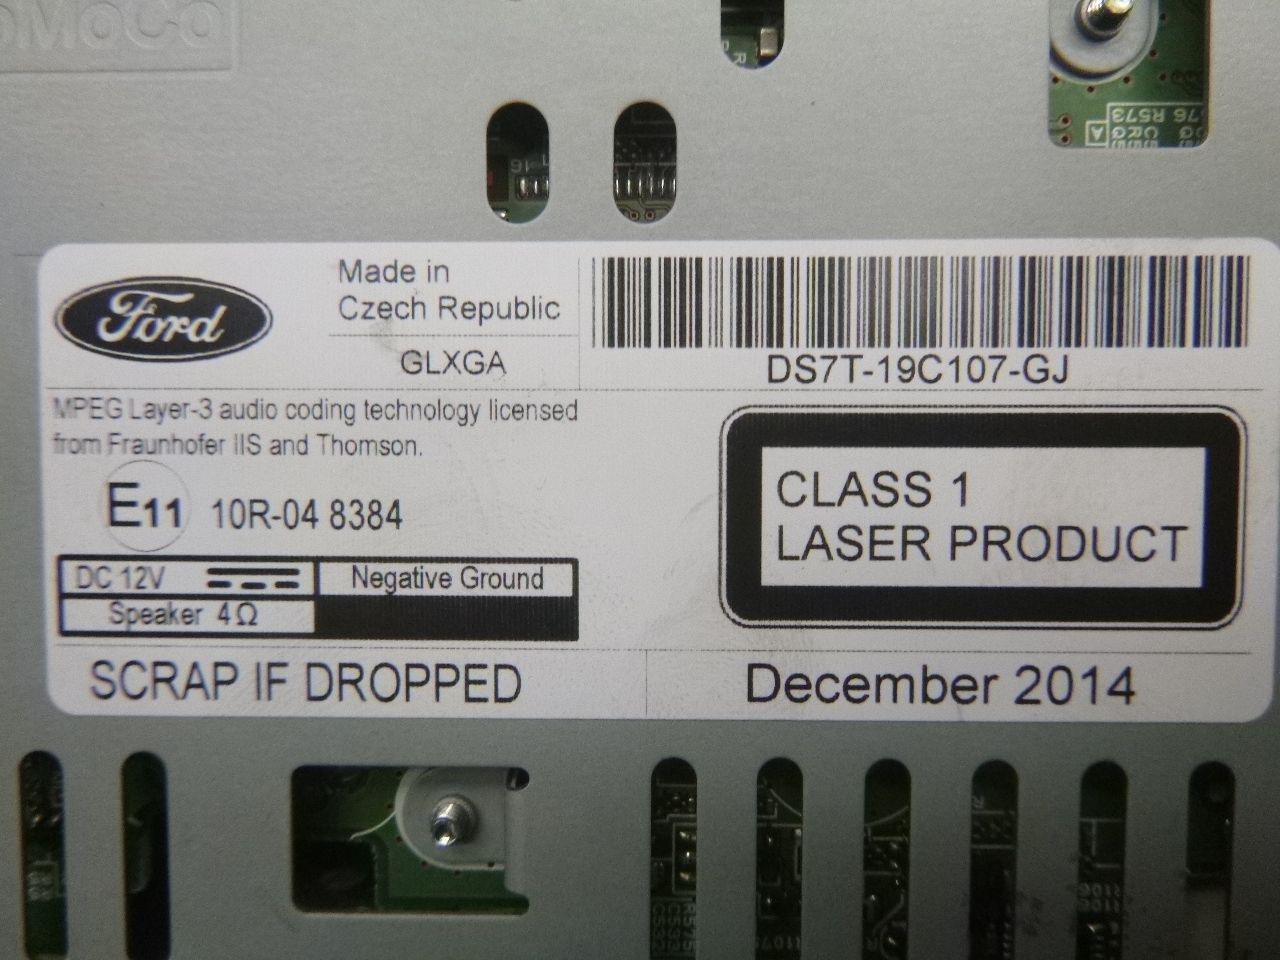 Ford
Made in
Czech Republic
GLXGA
DS7T-19C107-GJ
MPEG Layer-3 audio coding technology licensed
from Fraunhofer IIS and Thomson.
E11 10R-04 8384
CLASS 1
LASER PRODUCT
DC 12V Negative Ground
Speaker 4Ω
SCRAP IF DROPPED
December 2014